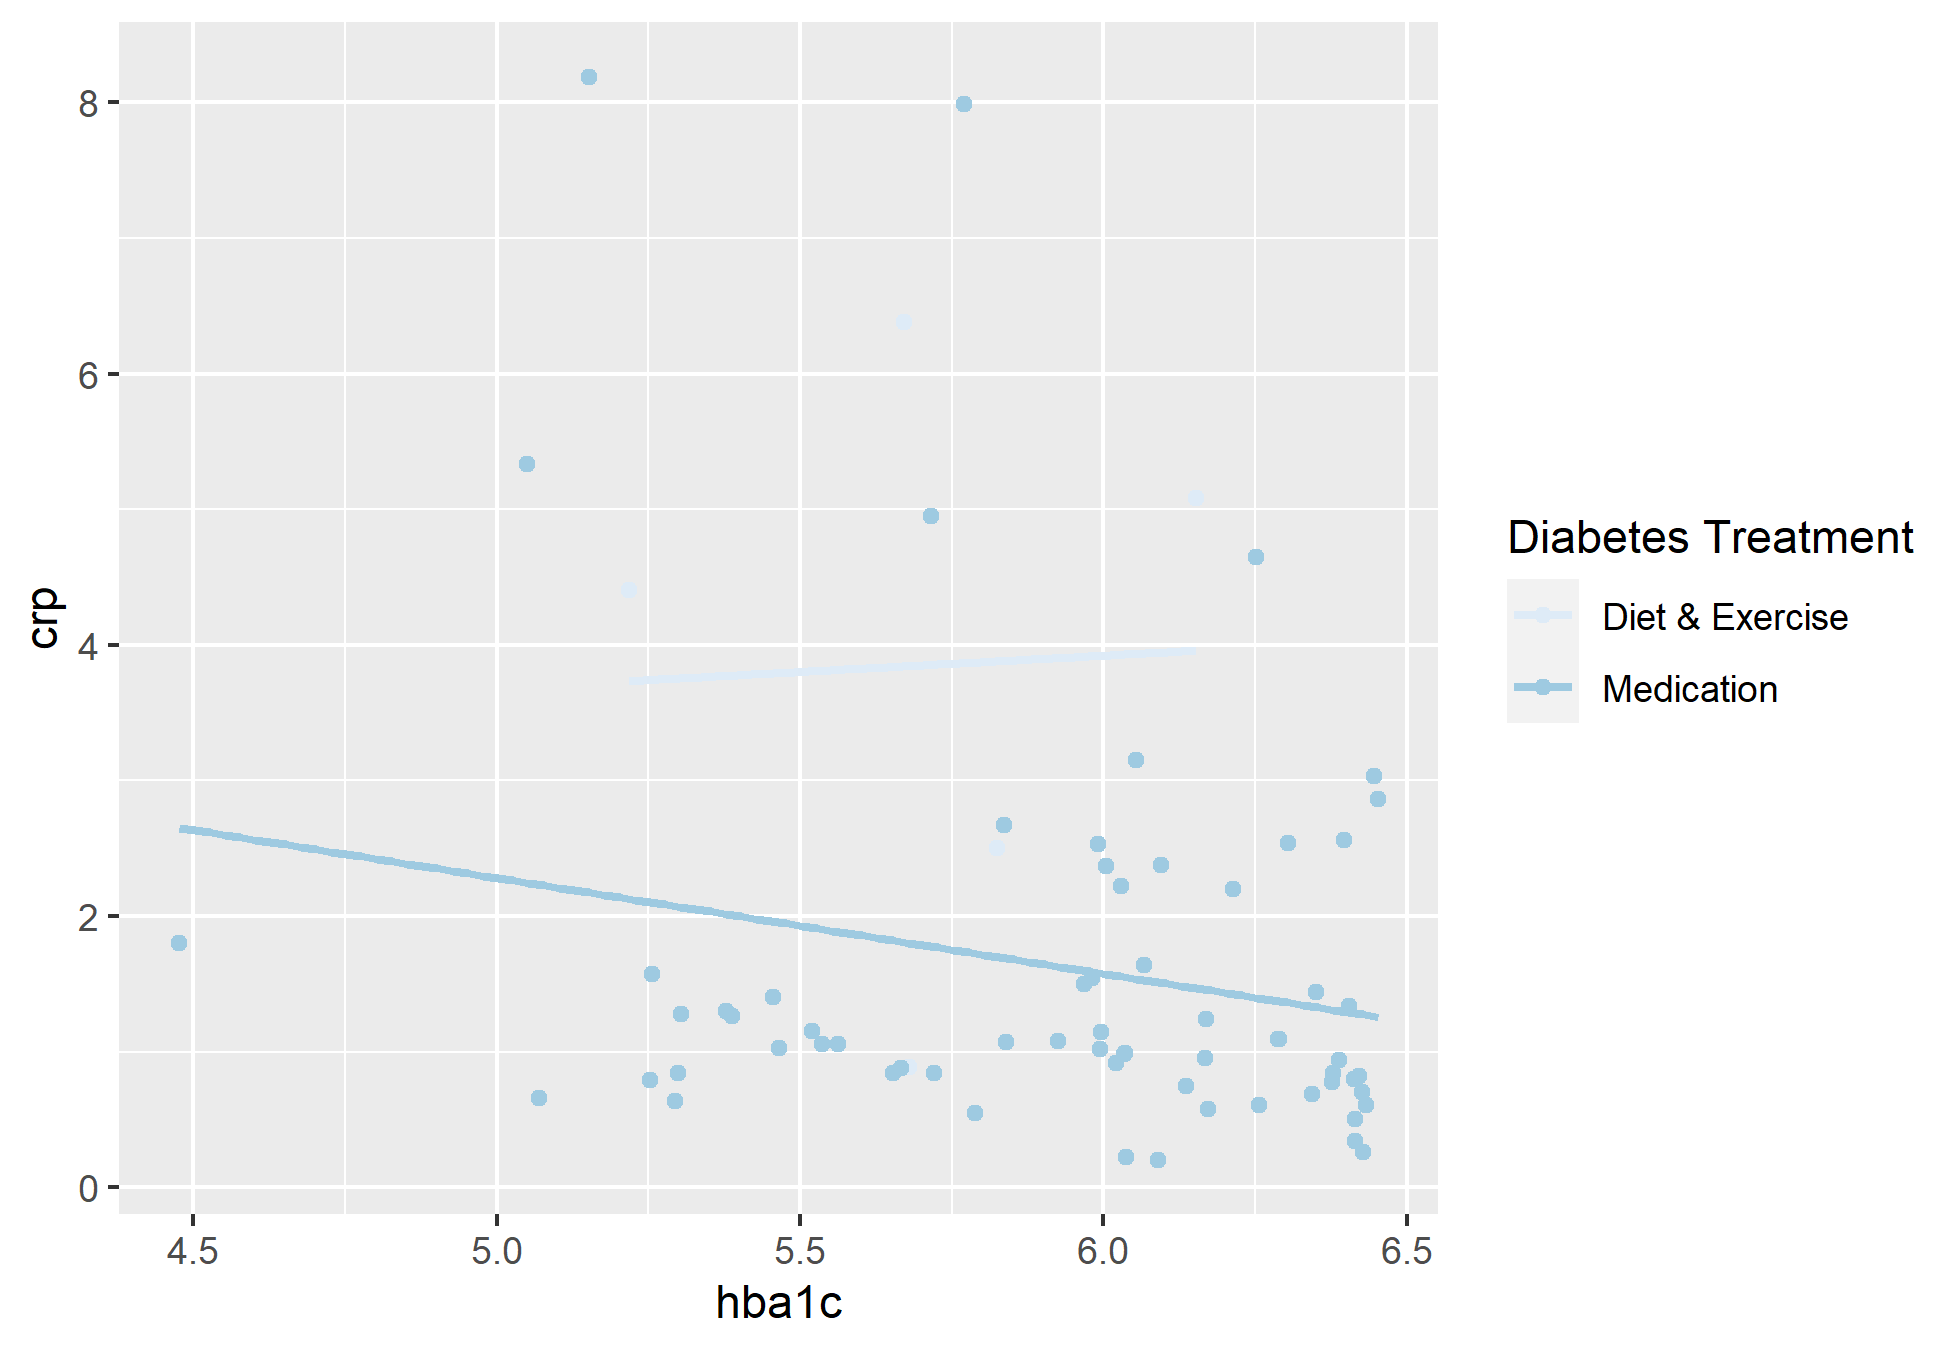 8
6
4
2
0
crp
4.5 5.0 5.5 6.0 6.5
hba1c
Diabetes Treatment
Diet & Exercise
Medication